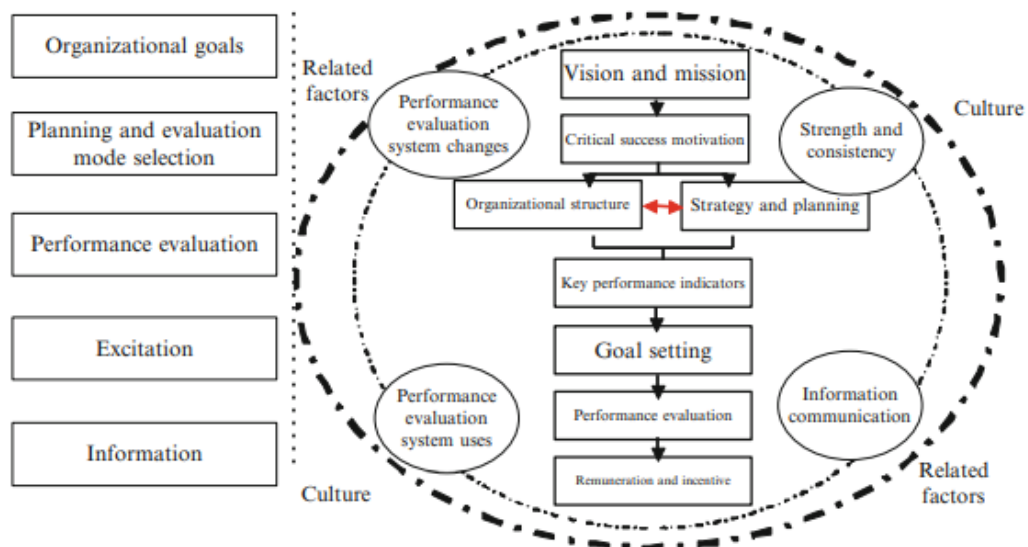 Organizational goals
Planning and evaluation
mode selection
Performance evaluation
Excitation
Information
Related
factors
Culture
Performance
evaluation
system changes
Strength and
consistency
Vision and mission
Critical success motivation
Organizational structure
Strategy and planning
Key performance indicators
Goal setting
Performance evaluation
Remuneration and incentive
Performance
evaluation
system uses
Information
communication
Culture
Related
factors